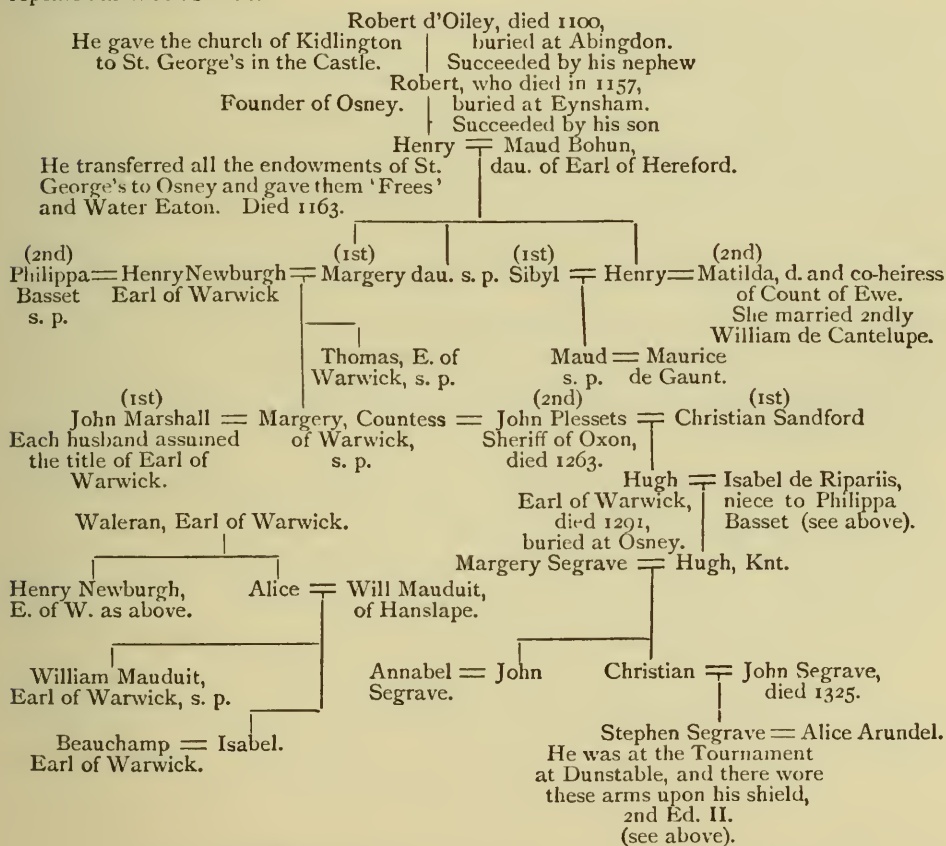 Robert d'Oiley, died 1100,
He gave the church of Kidlington buried at Abingdon.
to St. George's in the Castle. Succeeded by his nephew
Robert, who died in 1157,
Founder of Osney. buried at Eynsham.
Succeeded by his son
Henry = Maud Bohun,
He transferred all the endowments of St. dau. of Earl of Hereford.
George's to Osney and gave them 'Frees'
and Water Eaton. Died 1163.
(2nd) (1st) (1st) (2nd)
Philippa = Henry Newburgh = Margery dau. s. p. Sibyl = Henry = Matilda, d. and co-heiress
Basset Earl of Warwick of Count of Ewe.
s. p. She married 2ndly
William de Cantelupe.
Thomas, E. of Maud = Maurice
Warwick, s. p. s. p. de Gaunt.
(1st) (2nd) (1st)
John Marshall = Margery, Countess = John Plessets = Christian Sandford
Each husband assumed of Warwick, Sheriff of Oxon,
the title of Earl of s. p. died 1263.
Warwick.
Hugh = Isabel de Ripariis,
Earl of Warwick, niece to Philippa
Waleran, Earl of Warwick. died 1291, Basset (see above).
buried at Osney.
Margery Segrave = Hugh, Knt.
Henry Newburgh, Alice = Will Mauduit,
E. of W. as above. of Hanslape.
William Mauduit, Annabel = John Christian = John Segrave,
Earl of Warwick, s. p. Segrave. died 1325.
Beauchamp = Isabel. Stephen Segrave = Alice Arundel.
Earl of Warwick. He was at the Tournament
at Dunstable, and there wore
these arms upon his shield,
2nd Ed. II.
(see above).